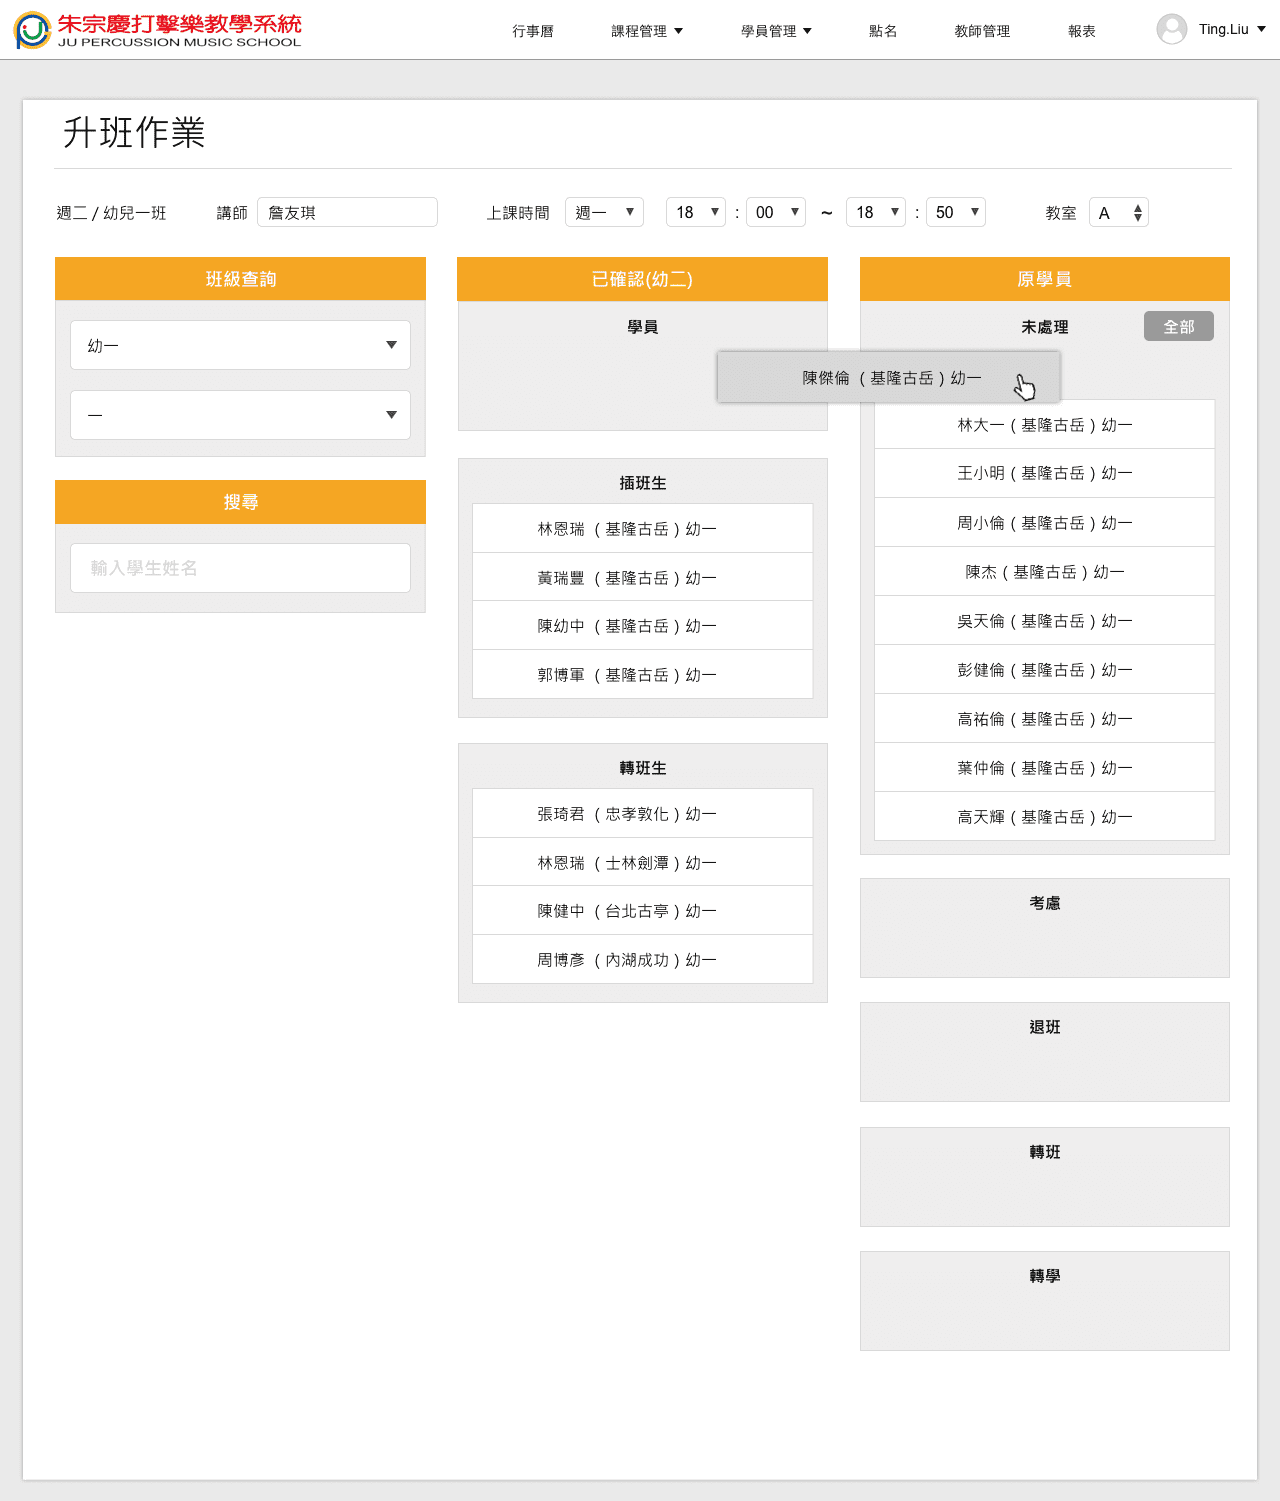 朱宗慶打擊樂教學系統
JU PERCUSSION MUSIC SCHOOL
行事曆
課程管理
學員管理
點名
教師管理
報表
Ting.Liu
升班作業
週二 / 幼兒一班
講師
詹友琪
上課時間
週一
18 : 00 ~ 18 : 50
教室
A
班級查詢
幼一
一
搜尋
輸入學生姓名
已確認(幼二)
學員
陳傑倫 （基隆古岳）幼一
插班生
林恩瑞 （基隆古岳）幼一
黃瑞豐 （基隆古岳）幼一
陳幼中 （基隆古岳）幼一
郭博軍 （基隆古岳）幼一
轉班生
張琦君 （忠孝敦化）幼一
林恩瑞 （士林劍潭）幼一
陳健中 （台北古亭）幼一
周博彥 （內湖成功）幼一
原學員
未處理
全部
林大一（基隆古岳）幼一
王小明（基隆古岳）幼一
周小倫（基隆古岳）幼一
陳杰（基隆古岳）幼一
吳天倫（基隆古岳）幼一
彭健倫（基隆古岳）幼一
高祐倫（基隆古岳）幼一
葉仲倫（基隆古岳）幼一
高天輝（基隆古岳）幼一
考慮
退班
轉班
轉學